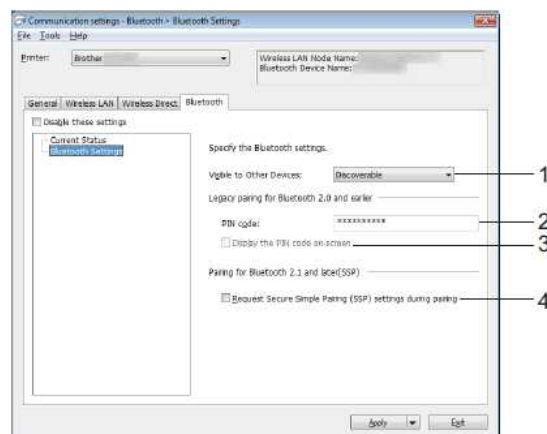 Communication settings - Bluetooth > Bluetooth Settings
File Tools Help
Printer: Brother
Wireless LAN Node Name:
Bluetooth Device Name:
General Wireless LAN Wireless Direct Bluetooth
Disable these settings
Current Status
Bluetooth Settings
Specify the Bluetooth settings.
Visible to Other Devices: Discoverable 1
Legacy pairing for Bluetooth 2.0 and earlier
PIN code: ********** 2
Display the PIN code on screen 3
Paring for Bluetooth 2.1 and later(SSP)
Request Secure Simple Pairing (SSP) settings during pairing 4
Apply Exit